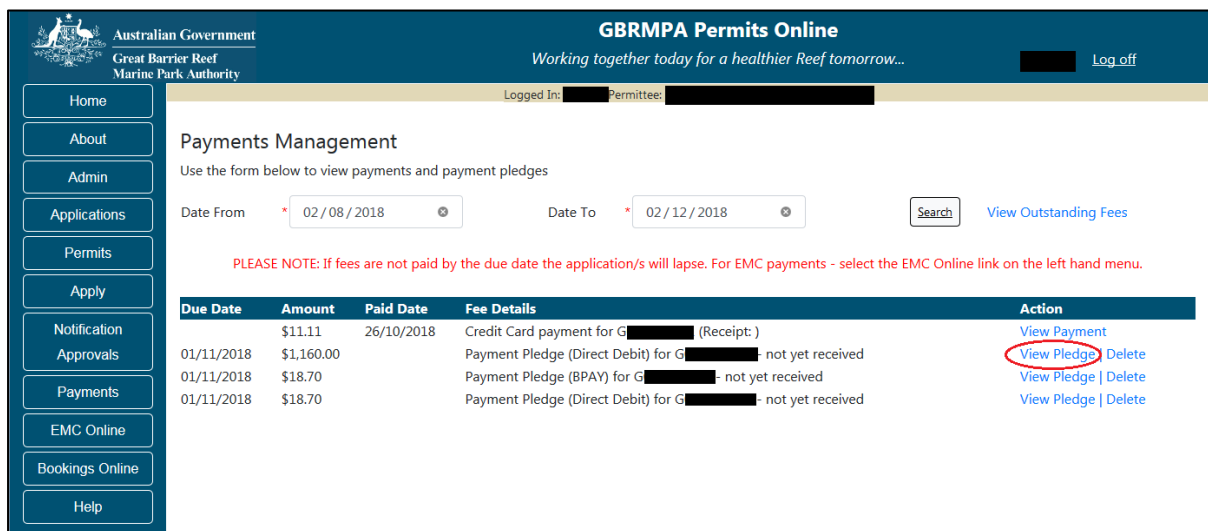 Australian Government
Great Barrier Reef
Marine Park Authority
GBRMPA Permits Online
Working together today for a healthier Reef tomorrow...
Log off
Logged In: Permittee:
Home
About
Admin
Applications
Permits
Apply
Notification
Approvals
Payments
EMC Online
Bookings Online
Help
Payments Management
Use the form below to view payments and payment pledges
Date From * 02/08/2018 Date To * 02/12/2018 Search View Outstanding Fees
PLEASE NOTE: If fees are not paid by the due date the application/s will lapse. For EMC payments - select the EMC Online link on the left hand menu.
Due Date Amount Paid Date Fee Details Action
$11.11 26/10/2018 Credit Card payment for G (Receipt: ) View Payment
01/11/2018 $1,160.00 Payment Pledge (Direct Debit) for G - not yet received View Pledge | Delete
01/11/2018 $18.70 Payment Pledge (BPAY) for G - not yet received View Pledge | Delete
01/11/2018 $18.70 Payment Pledge (Direct Debit) for G - not yet received View Pledge | Delete